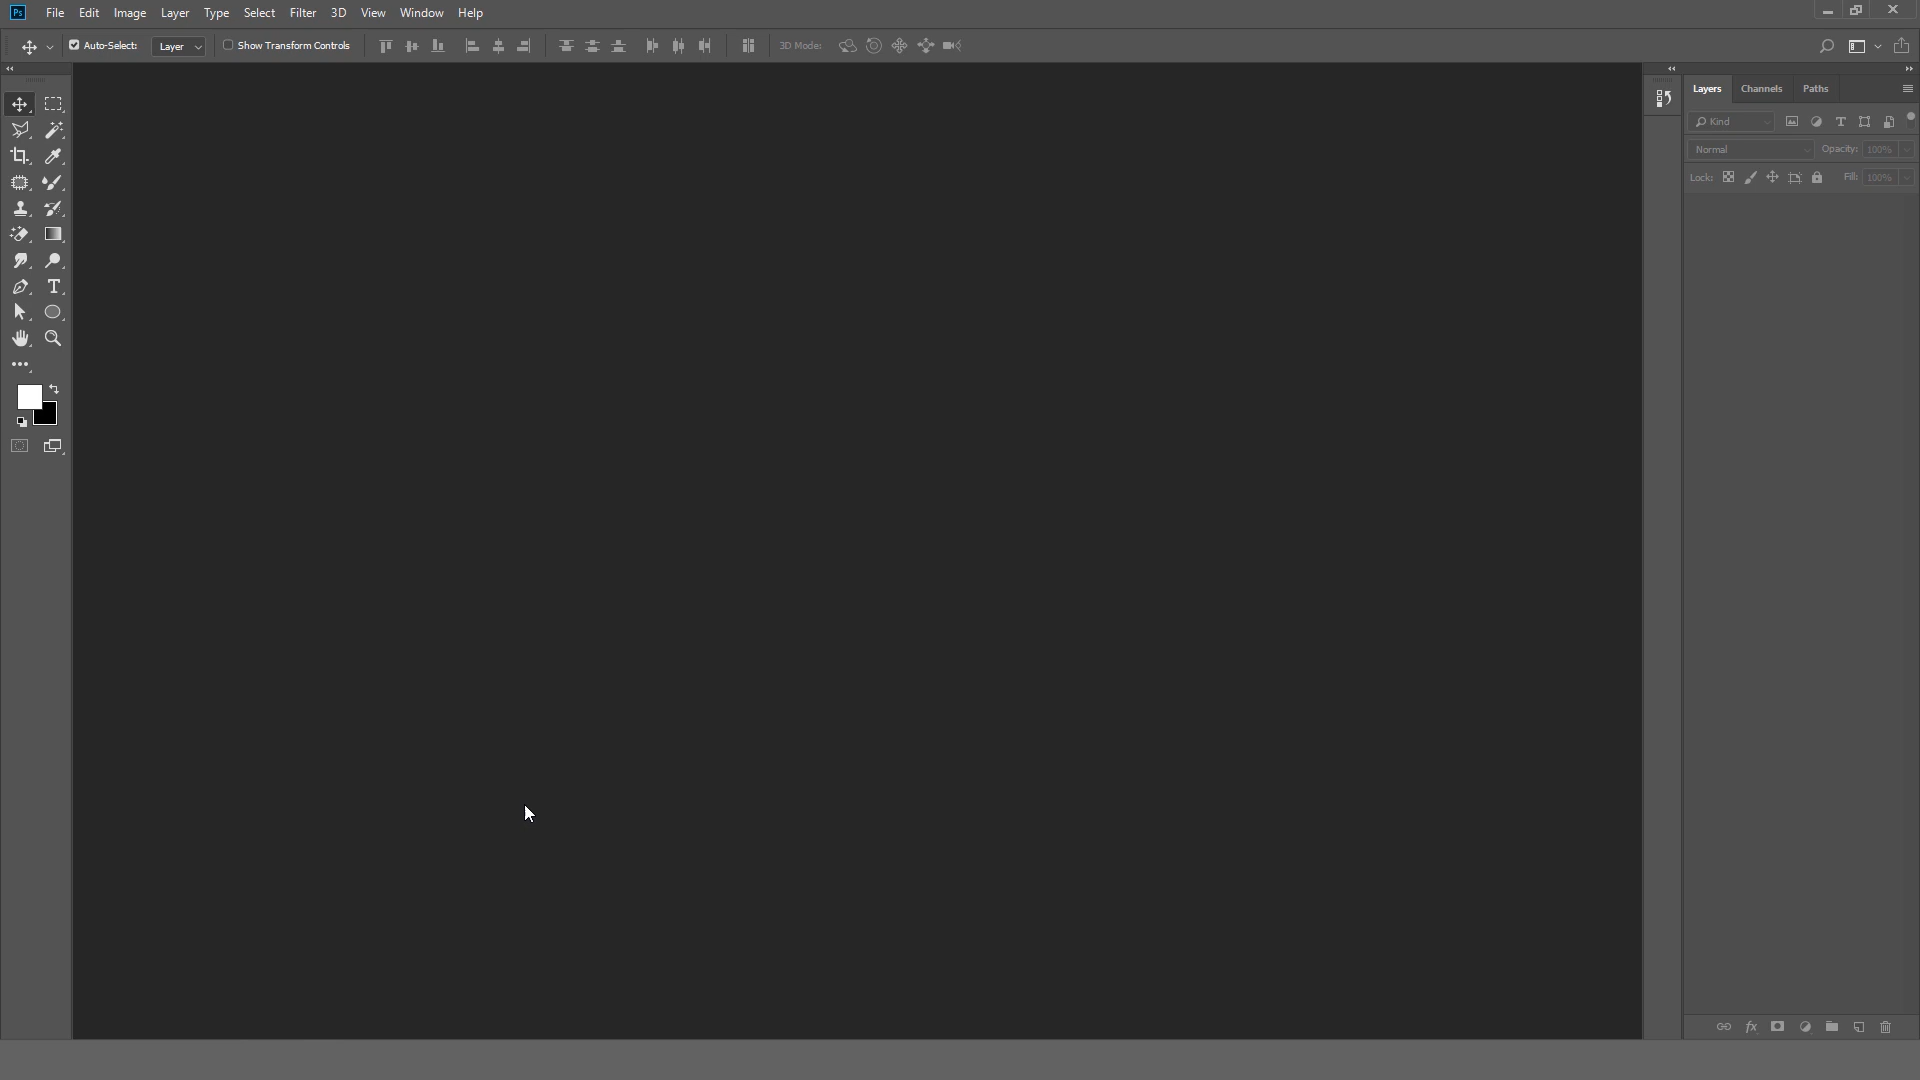 Ps File Edit Image Layer Type Select Filter 3D View Window Help
Auto-Select: Layer Show Transform Controls 3D Mode:
Layers Channels Paths
Kind
Normal Opacity: 100%
Lock: Fill: 100%
T
fx